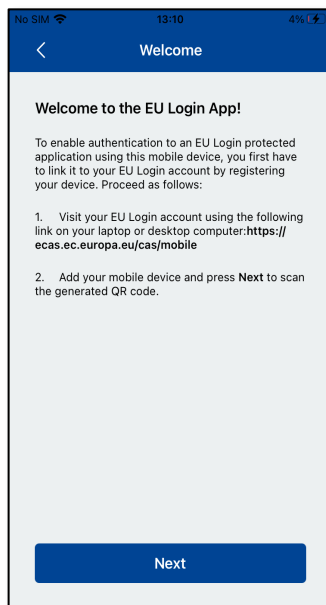 No SIM 13:10 4%
Welcome
Welcome to the EU Login App!
To enable authentication to an EU Login protected
application using this mobile device, you first have
to link it to your EU Login account by registering
your device. Proceed as follows:
1. Visit your EU Login account using the following
link on your laptop or desktop computer:https://
ecas.ec.europa.eu/cas/mobile
2. Add your mobile device and press Next to scan
the generated QR code.
Next